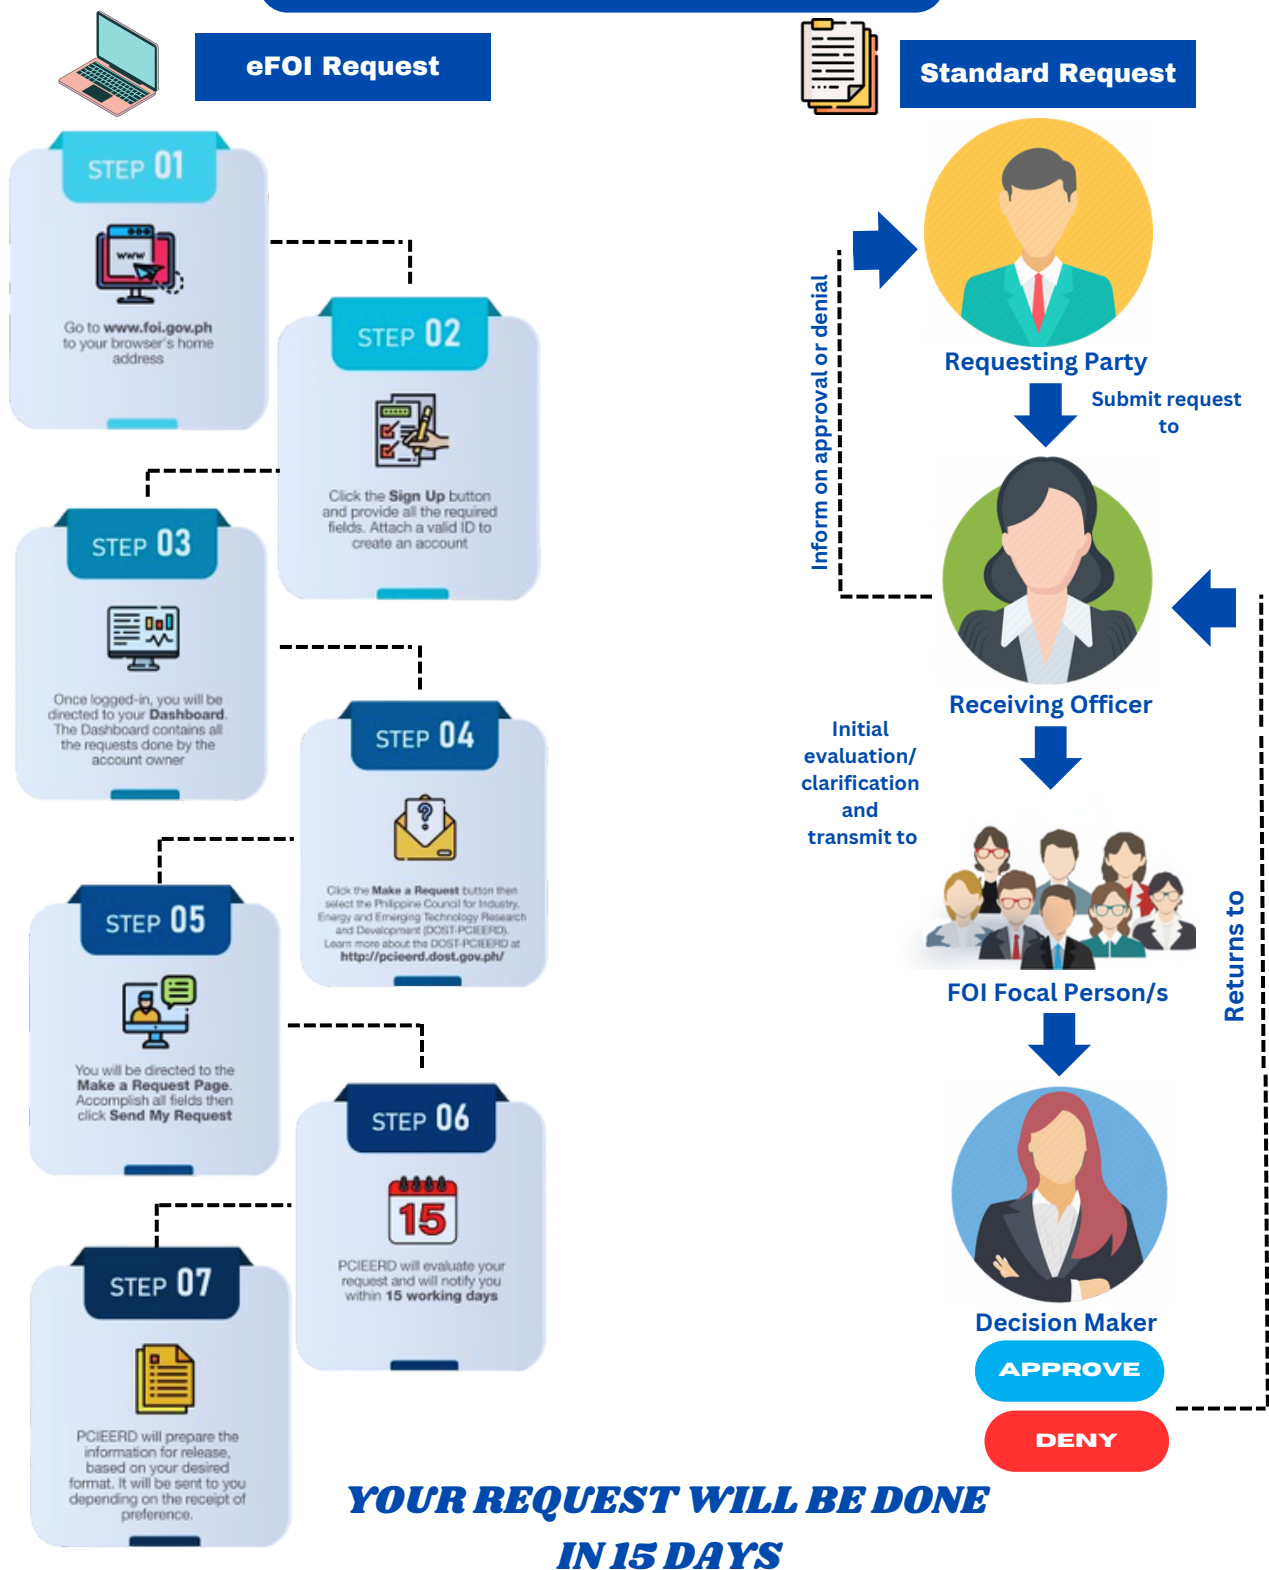 eFOI Request
STEP 01
www
Go to www.foi.gov.ph
to your browser's home
address
STEP 02
Click the Sign Up button
and provide all the required
fields. Attach a valid ID to
create an account
STEP 03
Once logged-in, you will be
directed to your Dashboard.
The Dashboard contains all
the requests done by the
account owner
STEP 04
?
Click the Make a Request button then
select the Philippine Council for Industry,
Energy and Emerging Technology Research
and Development (DOST-PCIEERD).
Learn more about the DOST-PCIEERD at
http://pcieerd.dost.gov.ph/
STEP 05
You will be directed to the
Make a Request Page.
Accomplish all fields then
click Send My Request
STEP 06
15
PCIEERD will evaluate your
request and will notify you
within 15 working days
STEP 07
PCIEERD will prepare the
information for release,
based on your desired
format. It will be sent to you
depending on the receipt of
preference.
Standard Request
Requesting Party
Submit request
to
Inform on approval or denial
Receiving Officer
Initial
evaluation/
clarification
and
transmit to
FOI Focal Person/s
Returns to
Decision Maker
APPROVE
DENY
YOUR REQUEST WILL BE DONE
IN 15 DAYS